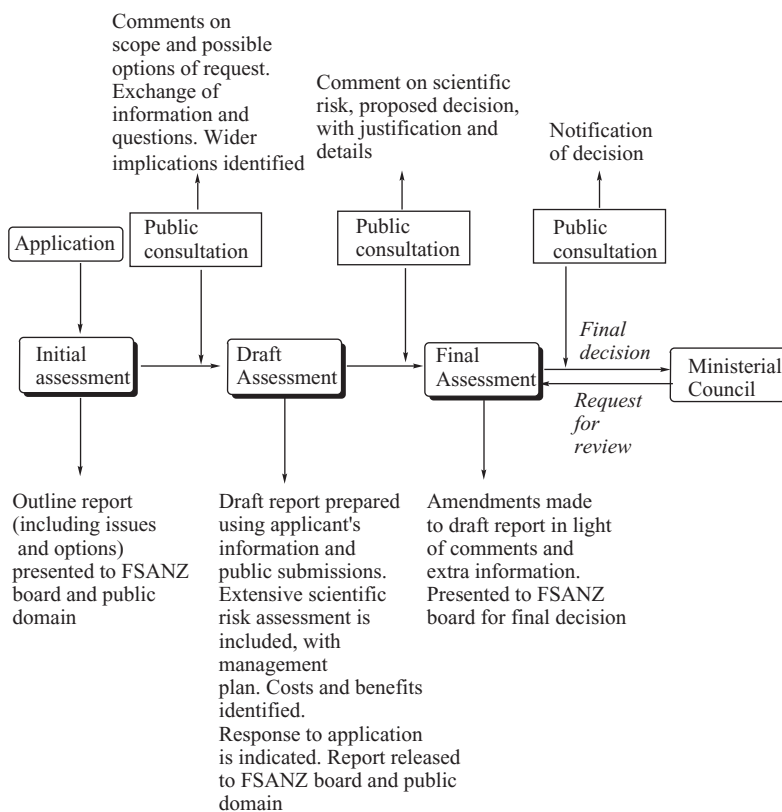 Comments on
scope and possible
options of request.
Exchange of
information and
questions. Wider
implications identified
Comment on scientific
risk, proposed decision,
with justification and
details
Notification
of decision
Application
Public
consultation
Public
consultation
Public
consultation
Initial
assessment
Draft
Assessment
Final
Assessment
Final
decision
Request
for
review
Ministerial
Council
Outline report
(including issues
and options)
presented to FSANZ
board and public
domain
Draft report prepared
using applicant's
information and
public submissions.
Extensive scientific
risk assessment is
included, with
management
plan. Costs and benefits
identified.
Response to application
is indicated. Report released
to FSANZ board and public
domain
Amendments made
to draft report in light
of comments and
extra information.
Presented to FSANZ
board for final decision